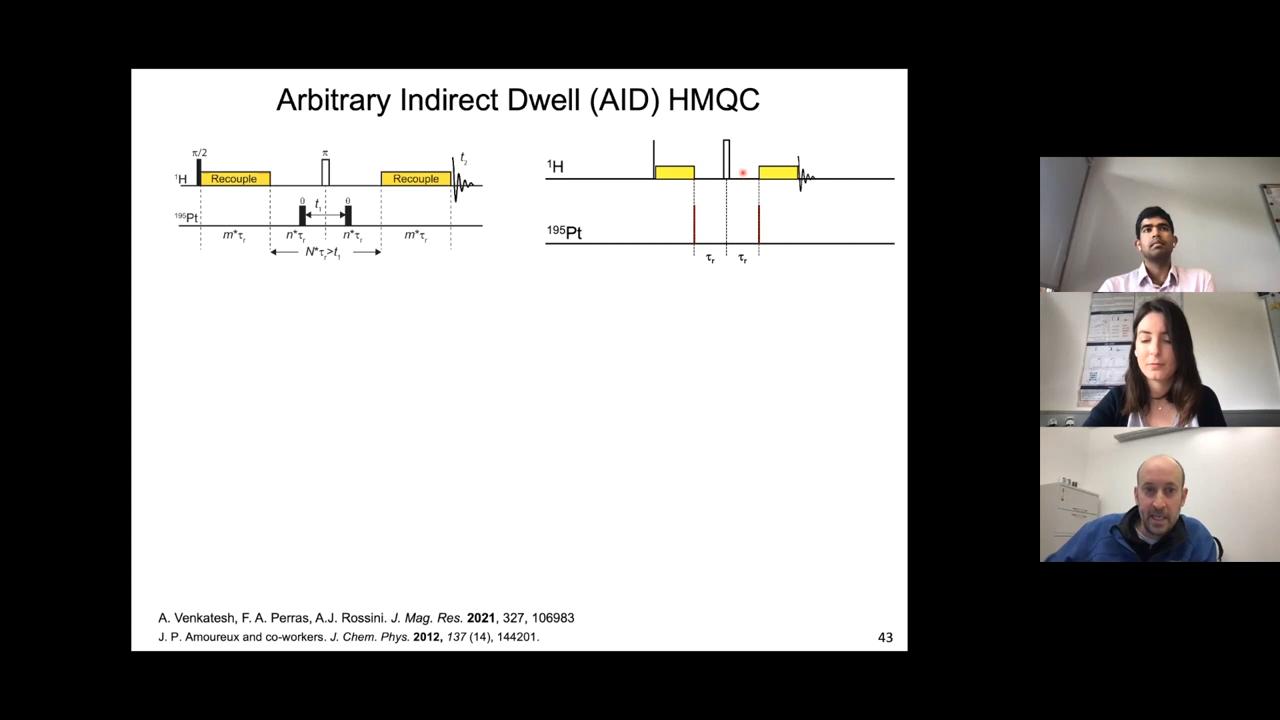 Arbitrary Indirect Dwell (AID) HMQC
π/2
π
t2
1H
Recouple
Recouple
θ
t1
θ
195Pt
m*τr
n*τr
n*τr
m*τr
N*τr>t1
1H
195Pt
τr
τr
A. Venkatesh, F. A. Perras, A.J. Rossini. J. Mag. Res. 2021, 327, 106983
J. P. Amoureux and co-workers. J. Chem. Phys. 2012, 137 (14), 144201.
43